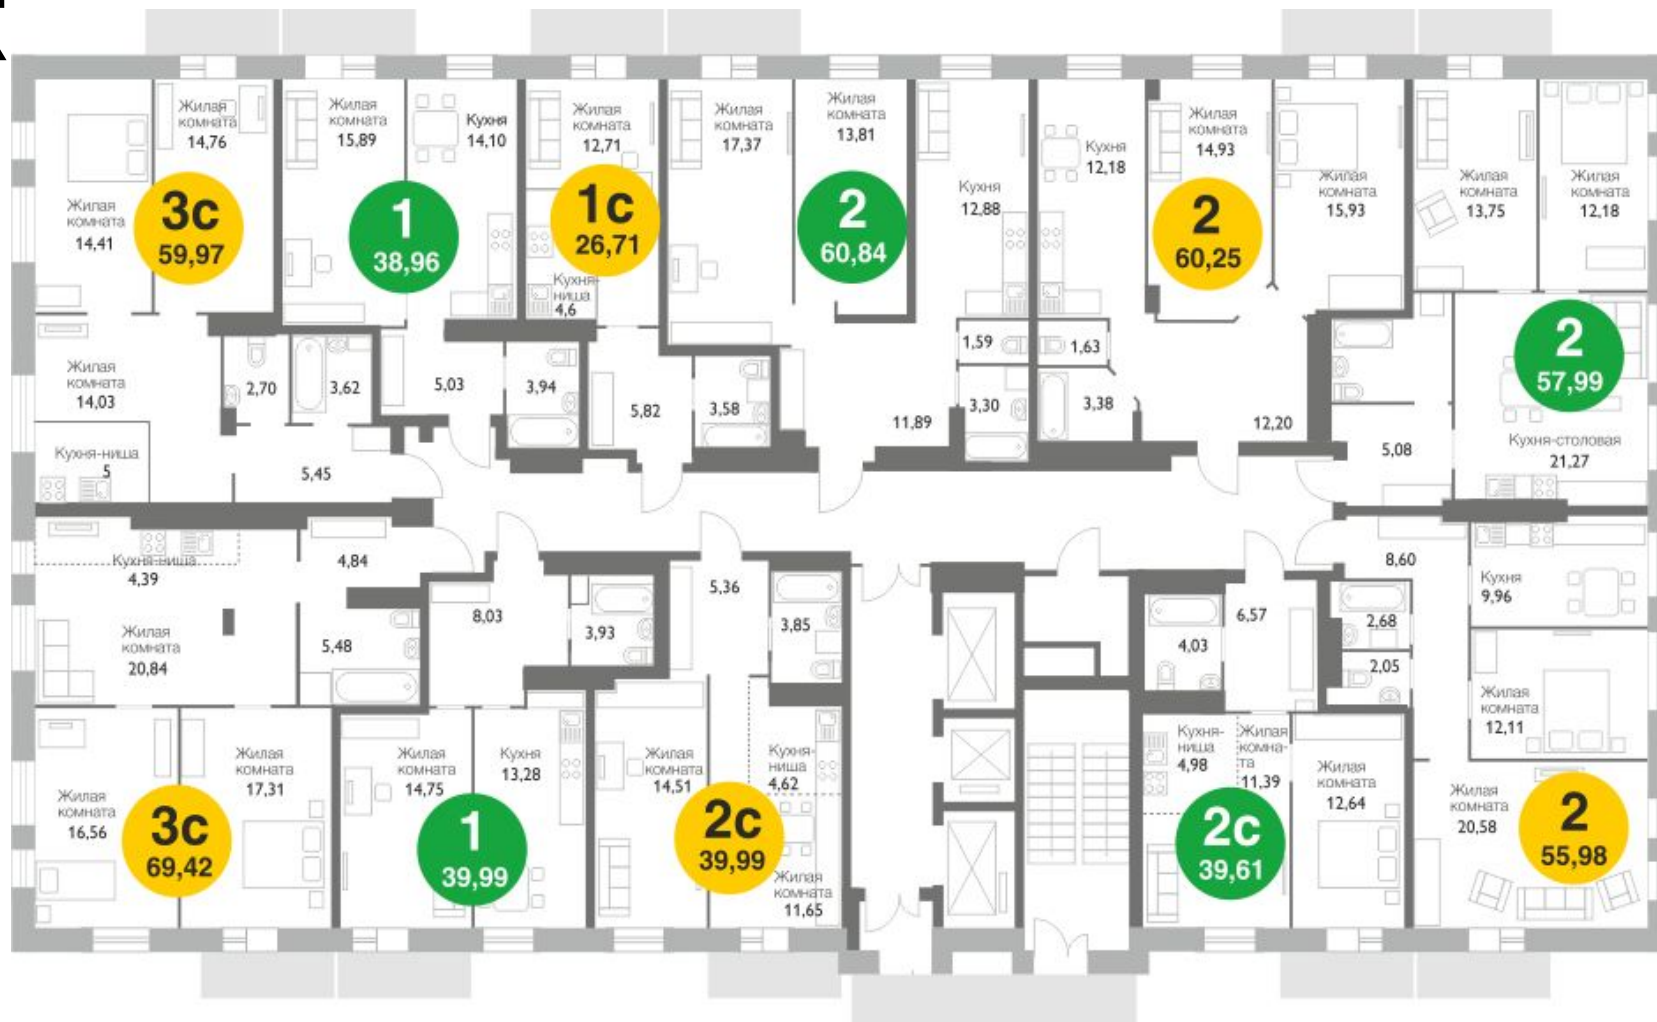 Жилая
комната
14,41
Жилая
комната
14,76
3с
59,97
Жилая
комната
14,03
Кухня-ниша
5
2,70
3,62
5,45
Жилая
комната
15,89
Кухня
14,10
1
38,96
5,03
3,94
Жилая
комната
12,71
1с
26,71
Кухня-
ниша
4,6
5,82
3,58
Жилая
комната
17,37
Жилая
комната
13,81
2
60,84
Кухня
12,88
1,59
3,30
11,89
Кухня
12,18
Жилая
комната
14,93
2
60,25
Жилая
комната
15,93
1,63
3,38
12,20
Жилая
комната
13,75
Жилая
комната
12,18
2
57,99
Кухня-столовая
21,27
5,08
Кухня-ниша
4,39
4,84
Жилая
комната
20,84
5,48
Жилая
комната
16,56
Жилая
комната
17,31
3с
69,42
8,03
3,93
Жилая
комната
14,75
Кухня
13,28
1
39,99
5,36
3,85
Жилая
комната
14,51
Кухня-
ниша
4,62
2с
39,99
Жилая
комната
11,65
4,03
6,57
Кухня-
ниша
4,98
Жилая
комна-
та
11,39
Жилая
комната
12,64
2с
39,61
8,60
2,68
2,05
Кухня
9,96
Жилая
комната
12,11
Жилая
комната
20,58
2
55,98